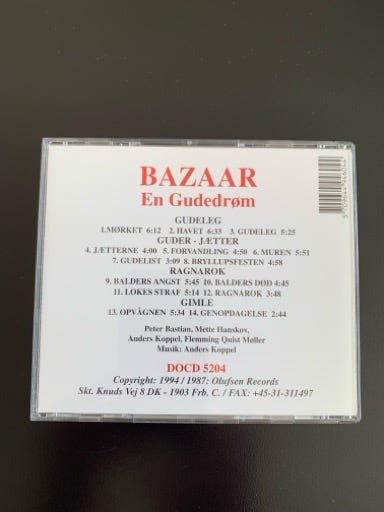 BAZAAR
En Gudedrøm
GUDELEG
1.MØRKET 6:12 2. HAVET 6:33 3. GUDELEG 5:25
GUDER - JÆTTER
4. JÆTTERNE 4:00 5. FORVANDLING 4:50 6. MUREN 5:51
7. GUDELIST 3:09 8. BRYLLUPSFESTEN 4:58
RAGNAROK
9. BALDERS ANGST 5:45 10. BALDERS DØD 4:45
11. LOKES STRAF 5:14 12. RAGNAROK 3:48
GIMLE
13. OPVÅGNEN 5:34 14. GENOPDAGELSE 2:44
Peter Bastian, Mette Hanskov,
Anders Koppel, Flemming Quist Møller
Musik: Anders Koppel
DOCD 5204
Copyright: 1994 / 1987: Olufsen Records
Skt. Knuds Vej 8 DK - 1903 Frb. C. / FAX: +45-31-311497